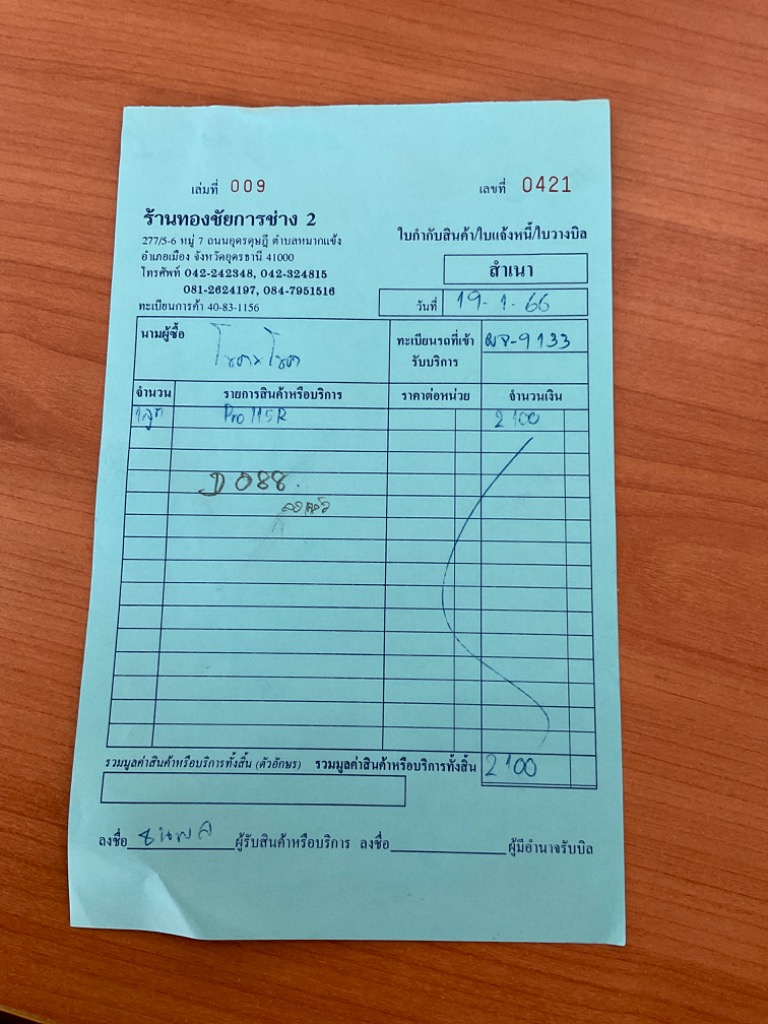 เล่มที่ 009
เลขที่ 0421
ร้านทองชัยการช่าง 2
277/5-6 หมู่ 7 ถนนอุดรดุษฎี ตำบลหมากแข้ง
อำเภอเมือง จังหวัดอุดรธานี 41000
โทรศัพท์ 042-242348, 042-324815
081-2624197, 084-7951516
ทะเบียนการค้า 40-83-1156
ใบกำกับสินค้า/ใบแจ้งหนี้/ใบวางบิล
สำเนา
วันที่ 19-1-66
นามผู้ซื้อ
ทะเบียนรถที่เข้า
รับบริการ
-9133
จำนวน รายการสินค้าหรือบริการ ราคาต่อหน่วย จำนวนเงิน
1ลูก Pro 115R 2100
D 088.
รวมมูลค่าสินค้าหรือบริการทั้งสิ้น (ตัวอักษร) รวมมูลค่าสินค้าหรือบริการทั้งสิ้น 2100
ลงชื่อ ผู้รับสินค้าหรือบริการ ลงชื่อ ผู้มีอำนาจรับบิล